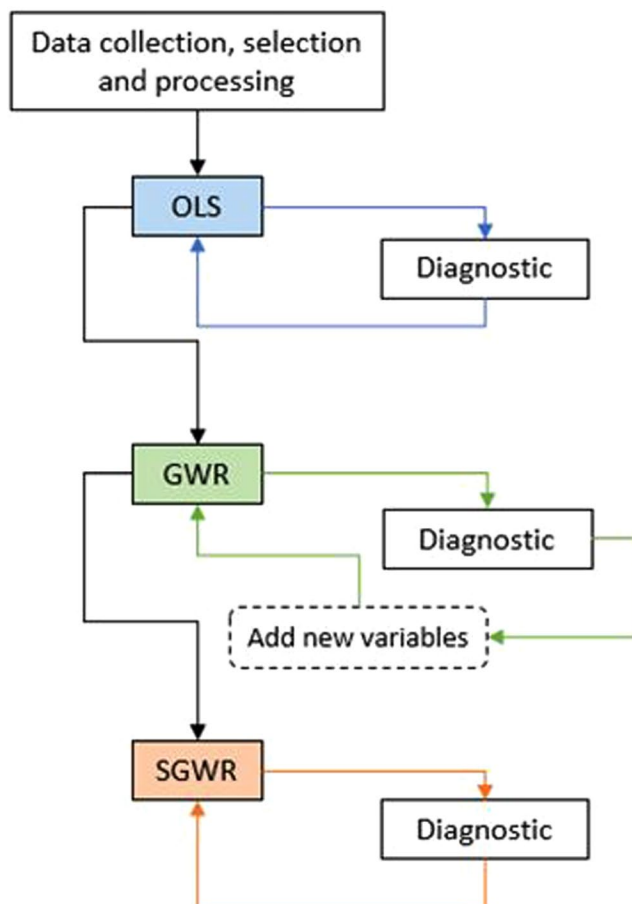 Data collection, selection
and processing
OLS
Diagnostic
GWR
Diagnostic
Add new variables
SGWR
Diagnostic